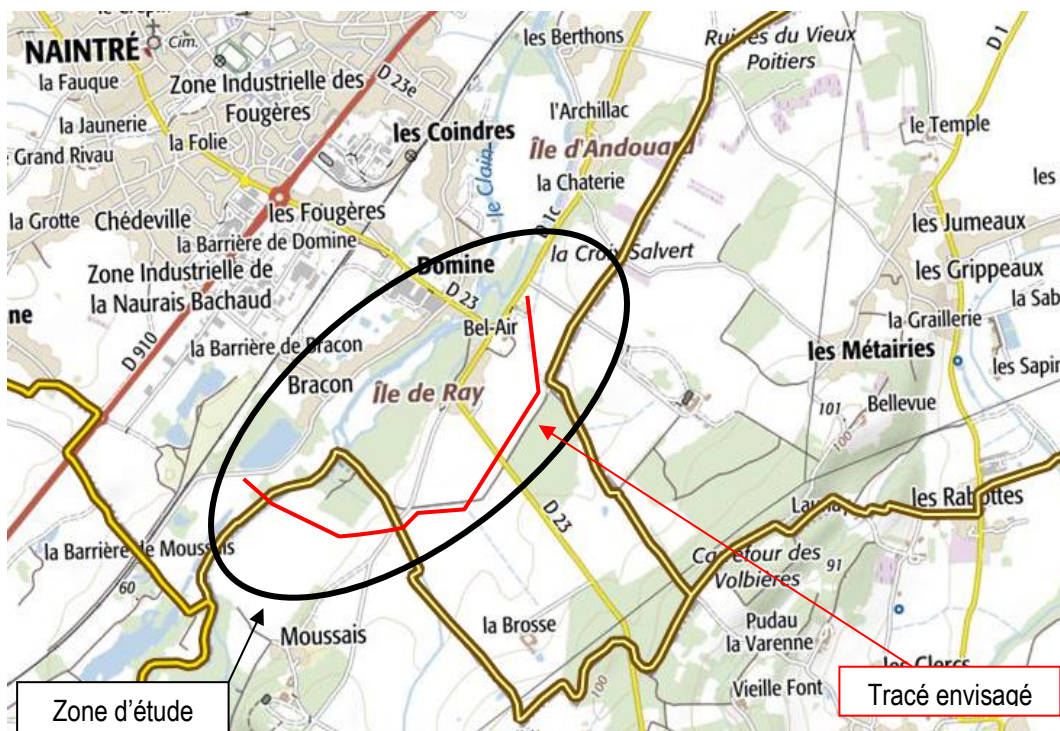 NAINTRÉ
Cim.
la Fauque
Zone Industrielle des
Fougères
D 23e
les Berthons
Ruines du Vieux
Poitiers
D 1
la Jaunerie
la Folie
les Coindres
l'Archillac
le Temple
Grand Rivau
Île d'Andouard
le Clain
la Chaterie
les
la Grotte
Chédeville
les Fougères
D 1c
les Jumeaux
la Barrière de Domine
la Croix Salvert
Zone Industrielle de
la Naurais Bachaud
Domine
D 23
les Grippeaux
la Sab
ne
Bel-Air
la Graillerie
D 910
la Barrière de Bracon
les Métairies
les Sapin
Bracon
Île de Ray
101
Bellevue
100
les Rabottes
D 23
la Barrière de Moussais
Carrefour des
Volbières
91
60
Moussais
la Brosse
Pudau
la Varenne
100
les Clercs
Vieille Font
Zone d'étude
Tracé envisagé